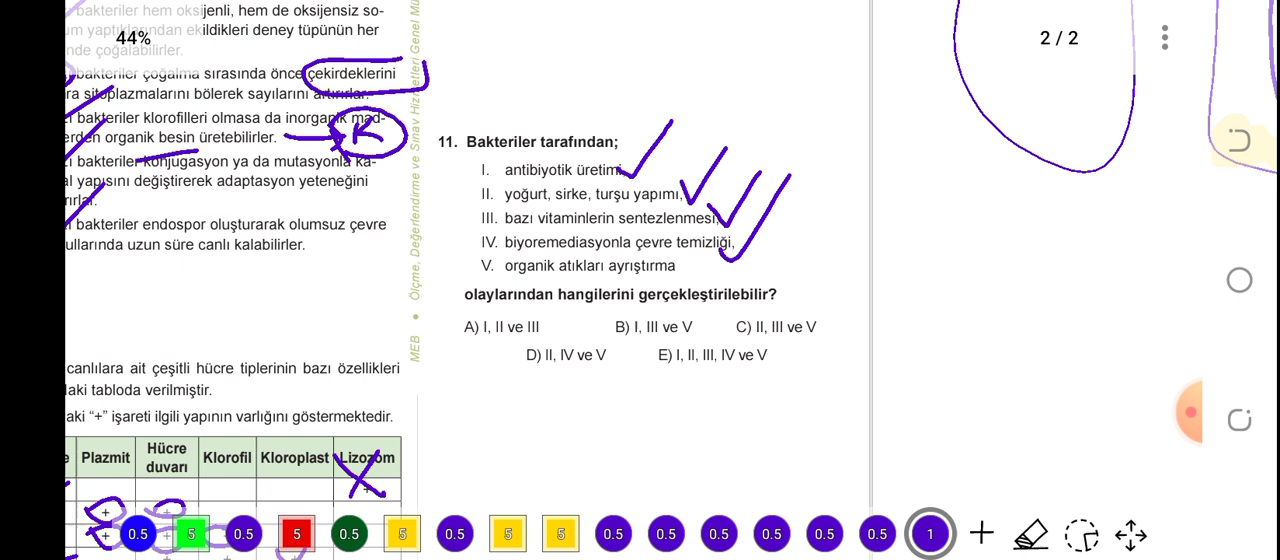 bakteriler hem oksijenli, hem de oksijensiz so-
um yaptıklarından ekildikleri deney tüpünün her
nde çoğalabilirler.
bakteriler çoğalma sırasında önce çekirdeklerini
ra sitoplazmalarını bölerek sayılarını artırırlar.
zı bakteriler klorofilleri olmasa da inorganik mad-
erden organik besin üretebilirler.
K
zı bakteriler konjugasyon ya da mutasyonla ka-
al yapısını değiştirerek adaptasyon yeteneğini
rırlar.
zı bakteriler endospor oluşturarak olumsuz çevre
ullarında uzun süre canlı kalabilirler.
canlılara ait çeşitli hücre tiplerinin bazı özellikleri
daki tabloda verilmiştir.
aki “+” işareti ilgili yapının varlığını göstermektedir.
e Plazmit Hücre duvarı Klorofil Kloroplast Lizozom
+
+ +
+ +
MEB • Ölçme, Değerlendirme ve Sınav Hizmetleri Genel Mü
11. Bakteriler tarafından;
I. antibiyotik üretimi,
II. yoğurt, sirke, turşu yapımı,
III. bazı vitaminlerin sentezlenmesi,
IV. biyoremediasyonla çevre temizliği,
V. organik atıkları ayrıştırma
olaylarından hangilerini gerçekleştirilebilir?
A) I, II ve III B) I, III ve V C) II, III ve V
D) II, IV ve V E) I, II, III, IV ve V
44%
2 / 2
0.5 5 0.5 5 0.5 5 0.5 5 5 0.5 0.5 0.5 0.5 0.5 0.5 1